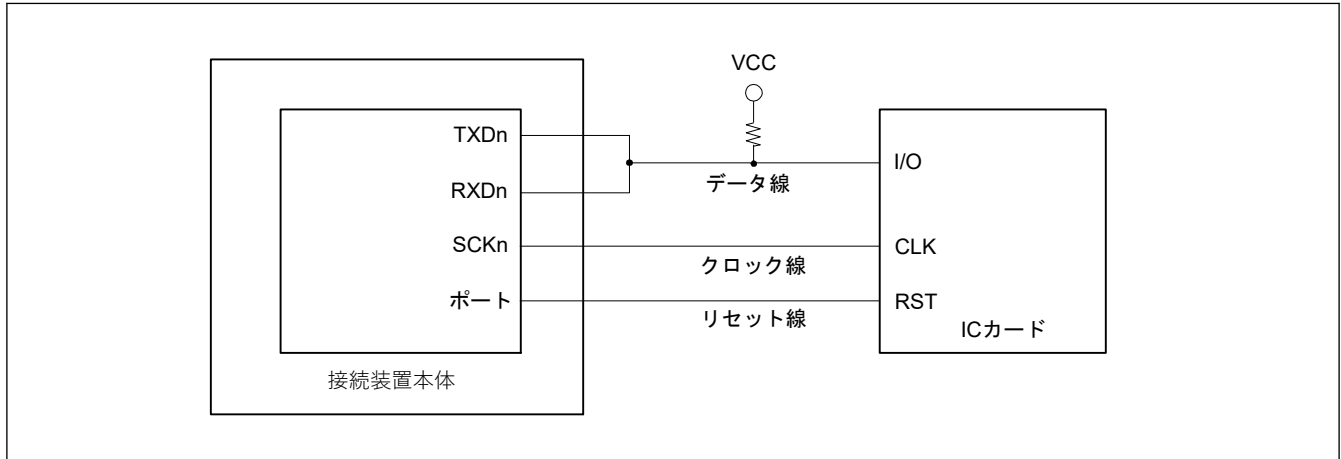 VCC
TXDn
I/O
データ線
RXDn
SCKn
CLK
クロック線
ポート
RST
リセット線
ICカード
接続装置本体